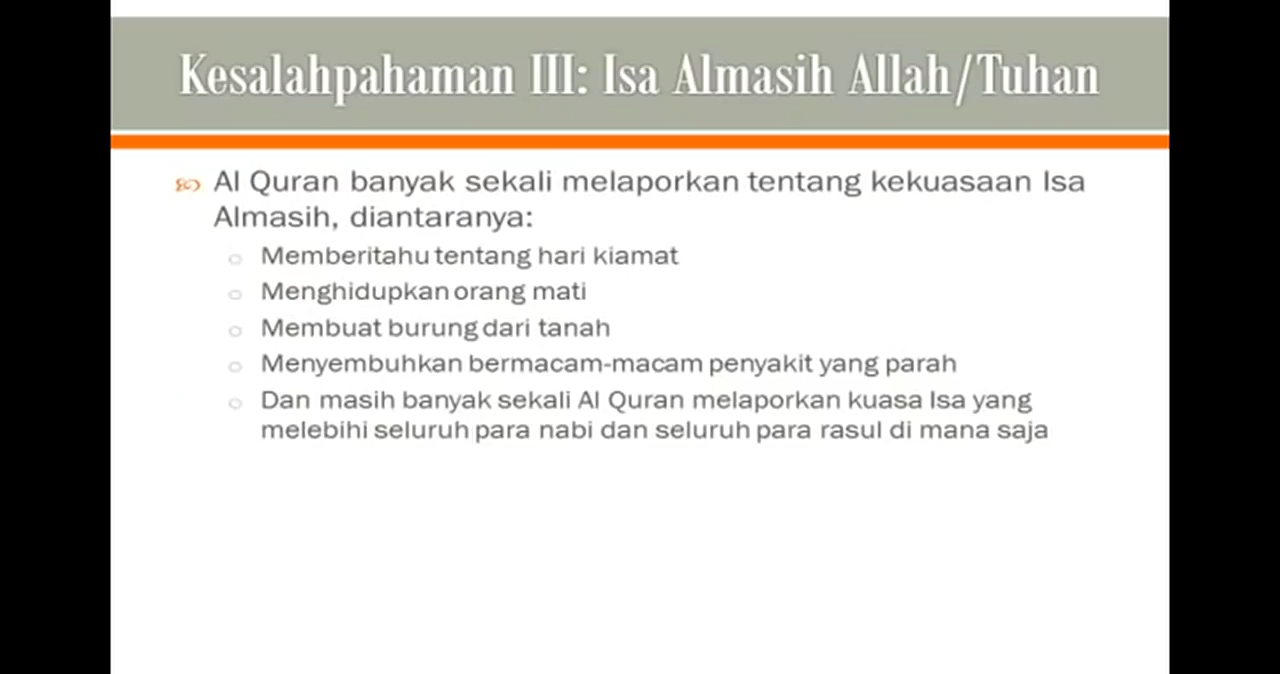 Kesalahpahaman III: Isa Almasih Allah/Tuhan
Al Quran banyak sekali melaporkan tentang kekuasaan Isa
Almasih, diantaranya:
Memberitahu tentang hari kiamat
Menghidupkan orang mati
Membuat burung dari tanah
Menyembuhkan bermacam-macam penyakit yang parah
Dan masih banyak sekali Al Quran melaporkan kuasa Isa yang
melebihi seluruh para nabi dan seluruh para rasul di mana saja